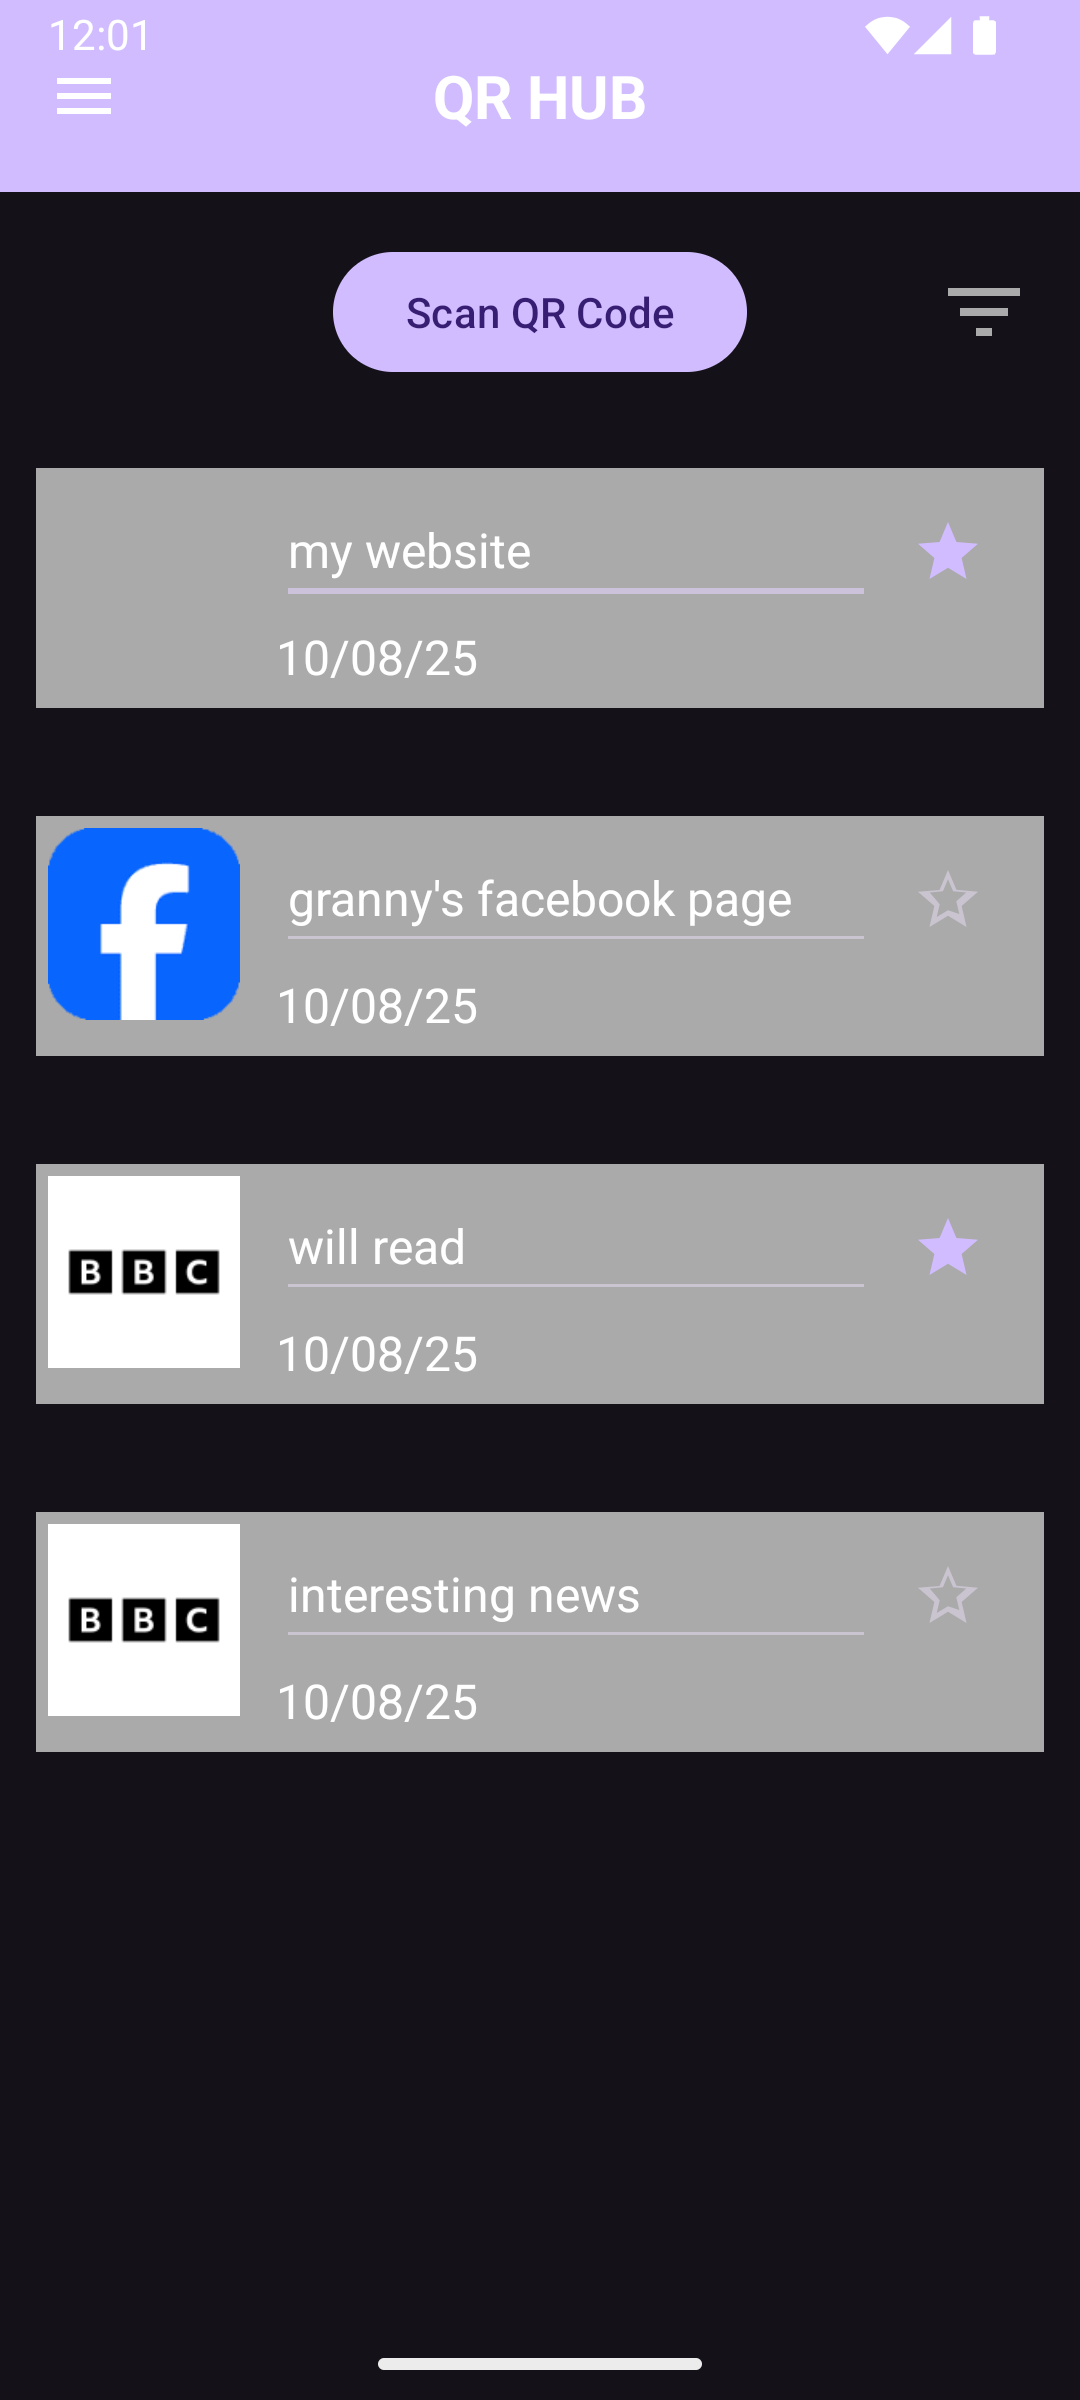 12:01
QR HUB
Scan QR Code
my website
10/08/25
granny's facebook page
10/08/25
BBC
will read
10/08/25
BBC
interesting news
10/08/25